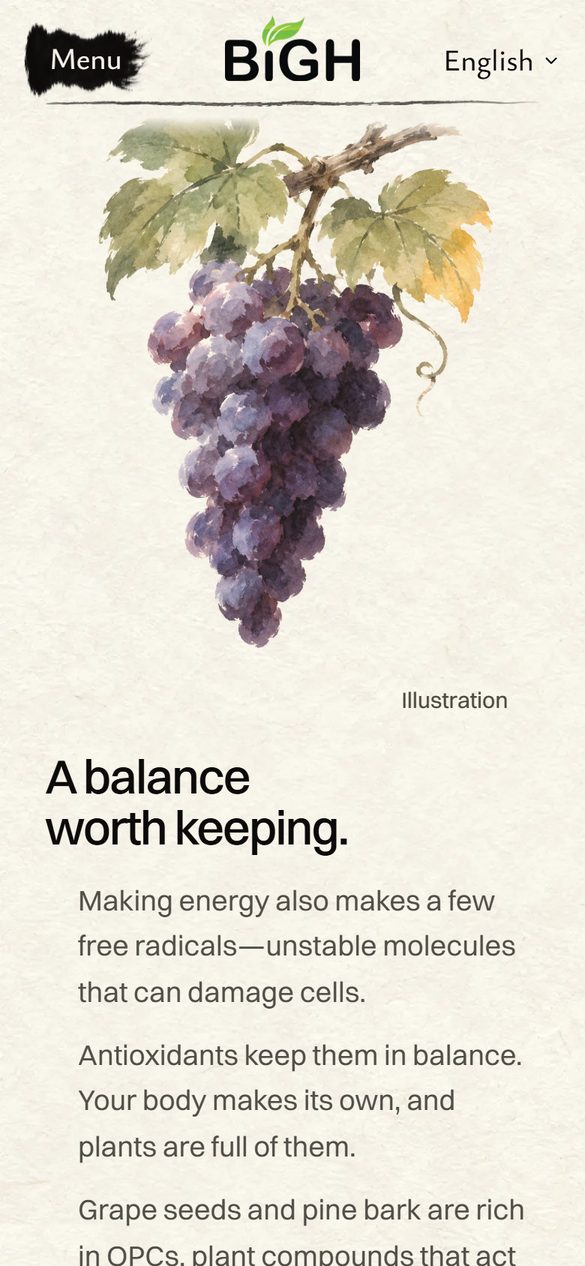 Menu
BiGH
English
Illustration
A balance
worth keeping.
Making energy also makes a few
free radicals—unstable molecules
that can damage cells.
Antioxidants keep them in balance.
Your body makes its own, and
plants are full of them.
Grape seeds and pine bark are rich
in OPCs, plant compounds that act